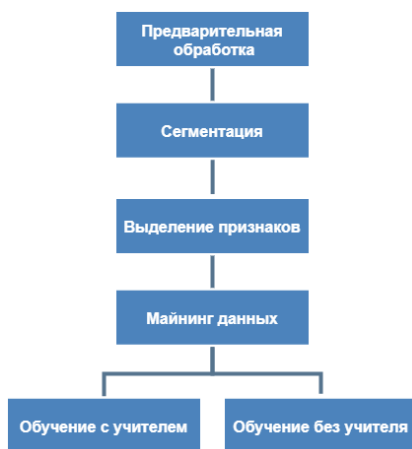 Предварительная
обработка
Сегментация
Выделение признаков
Майнинг данных
Обучение с учителем
Обучение без учителя